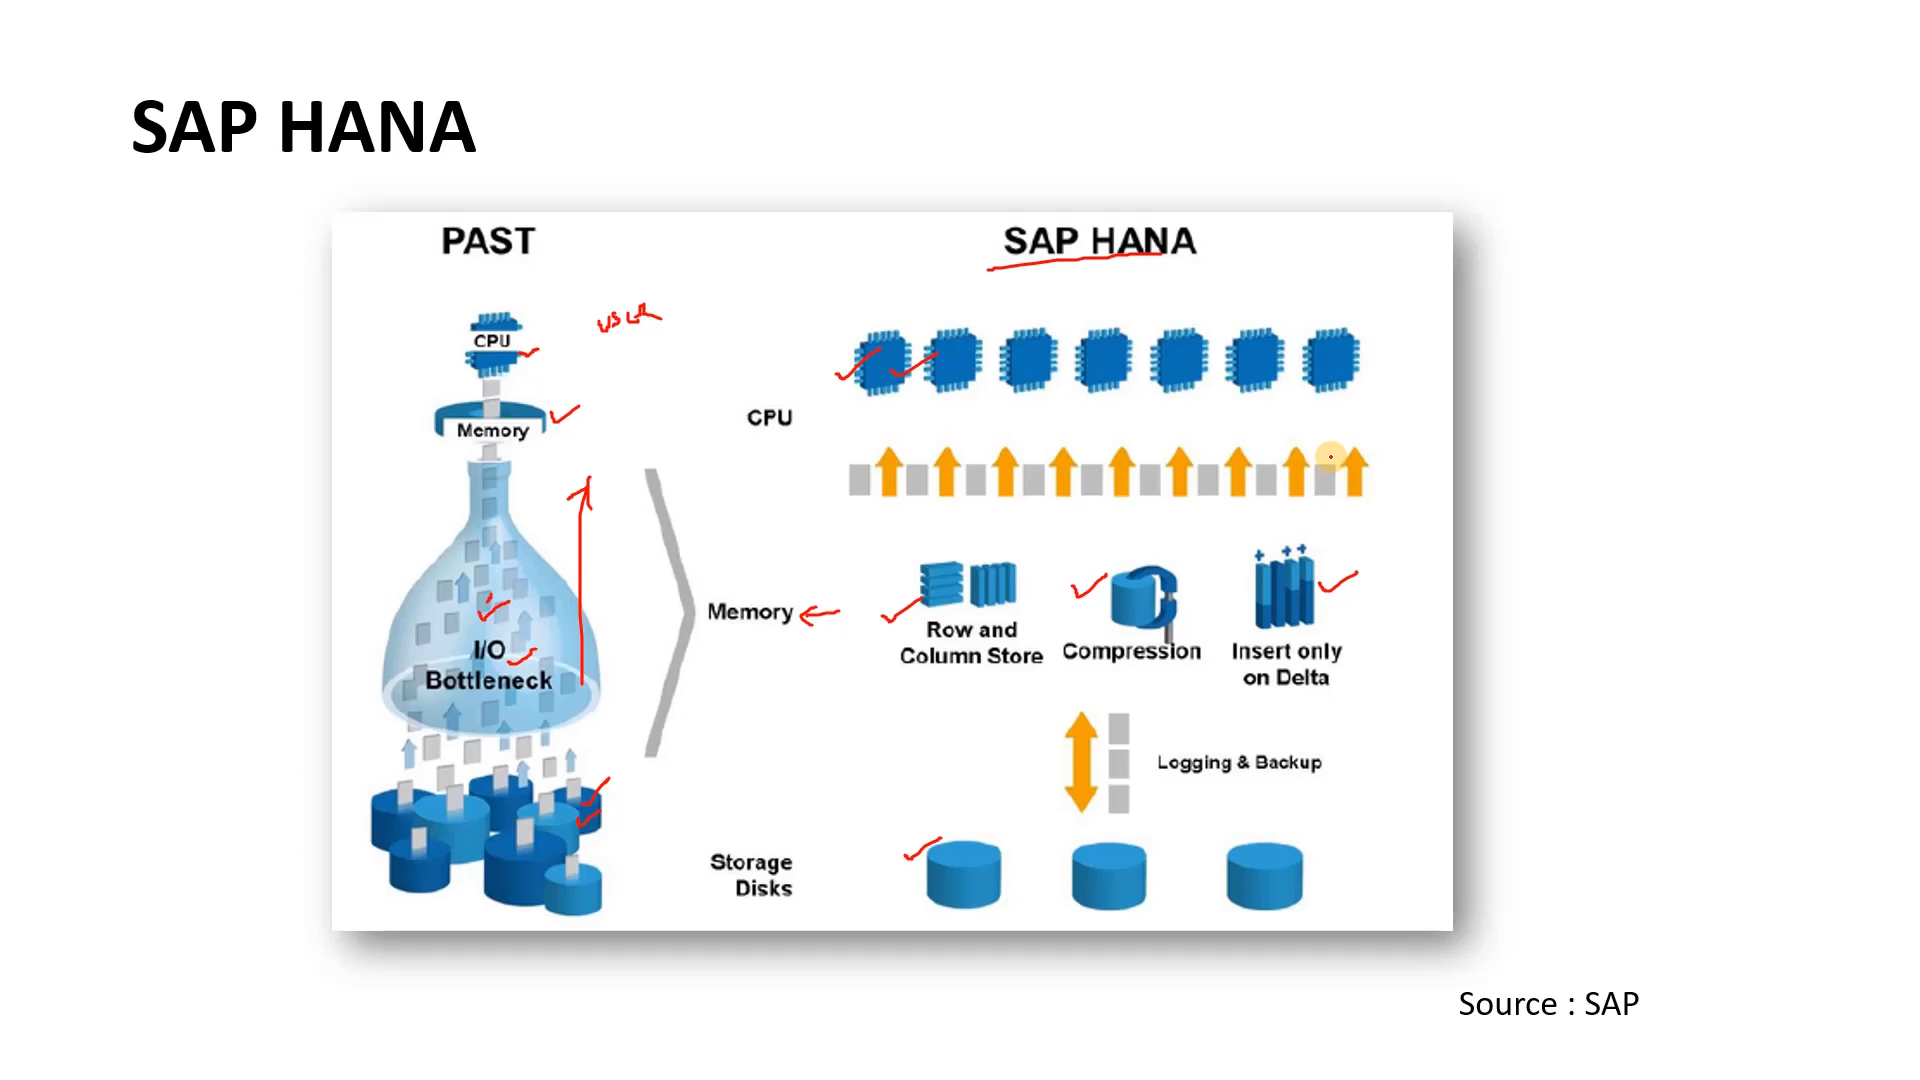 SAP HANA
PAST
CPU
Memory
I/O
Bottleneck
SAP HANA
CPU
Memory
Row and
Column Store
Compression
Insert only
on Delta
Logging & Backup
Storage
Disks
Source : SAP